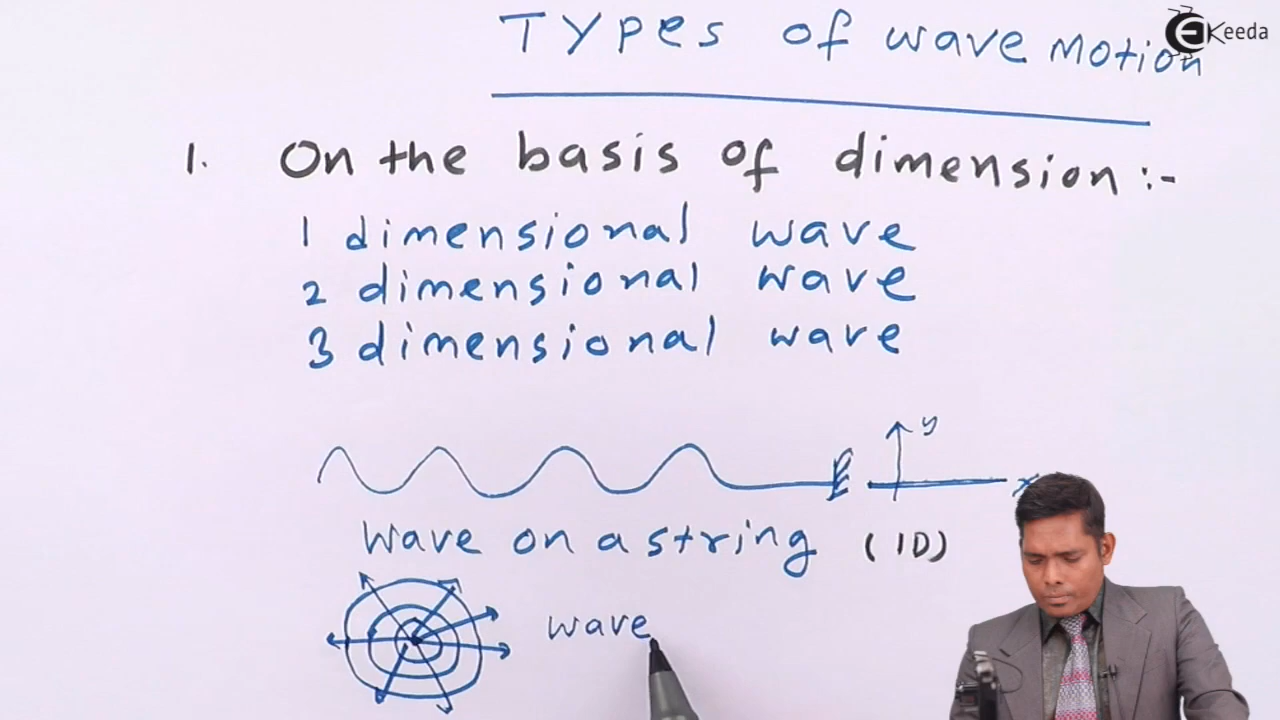 Types of wave Motion
EKeeda
1. On the basis of dimension :-
1 dimensional wave
2 dimensional wave
3 dimensional wave
y
x
wave on a string (1D)
wave